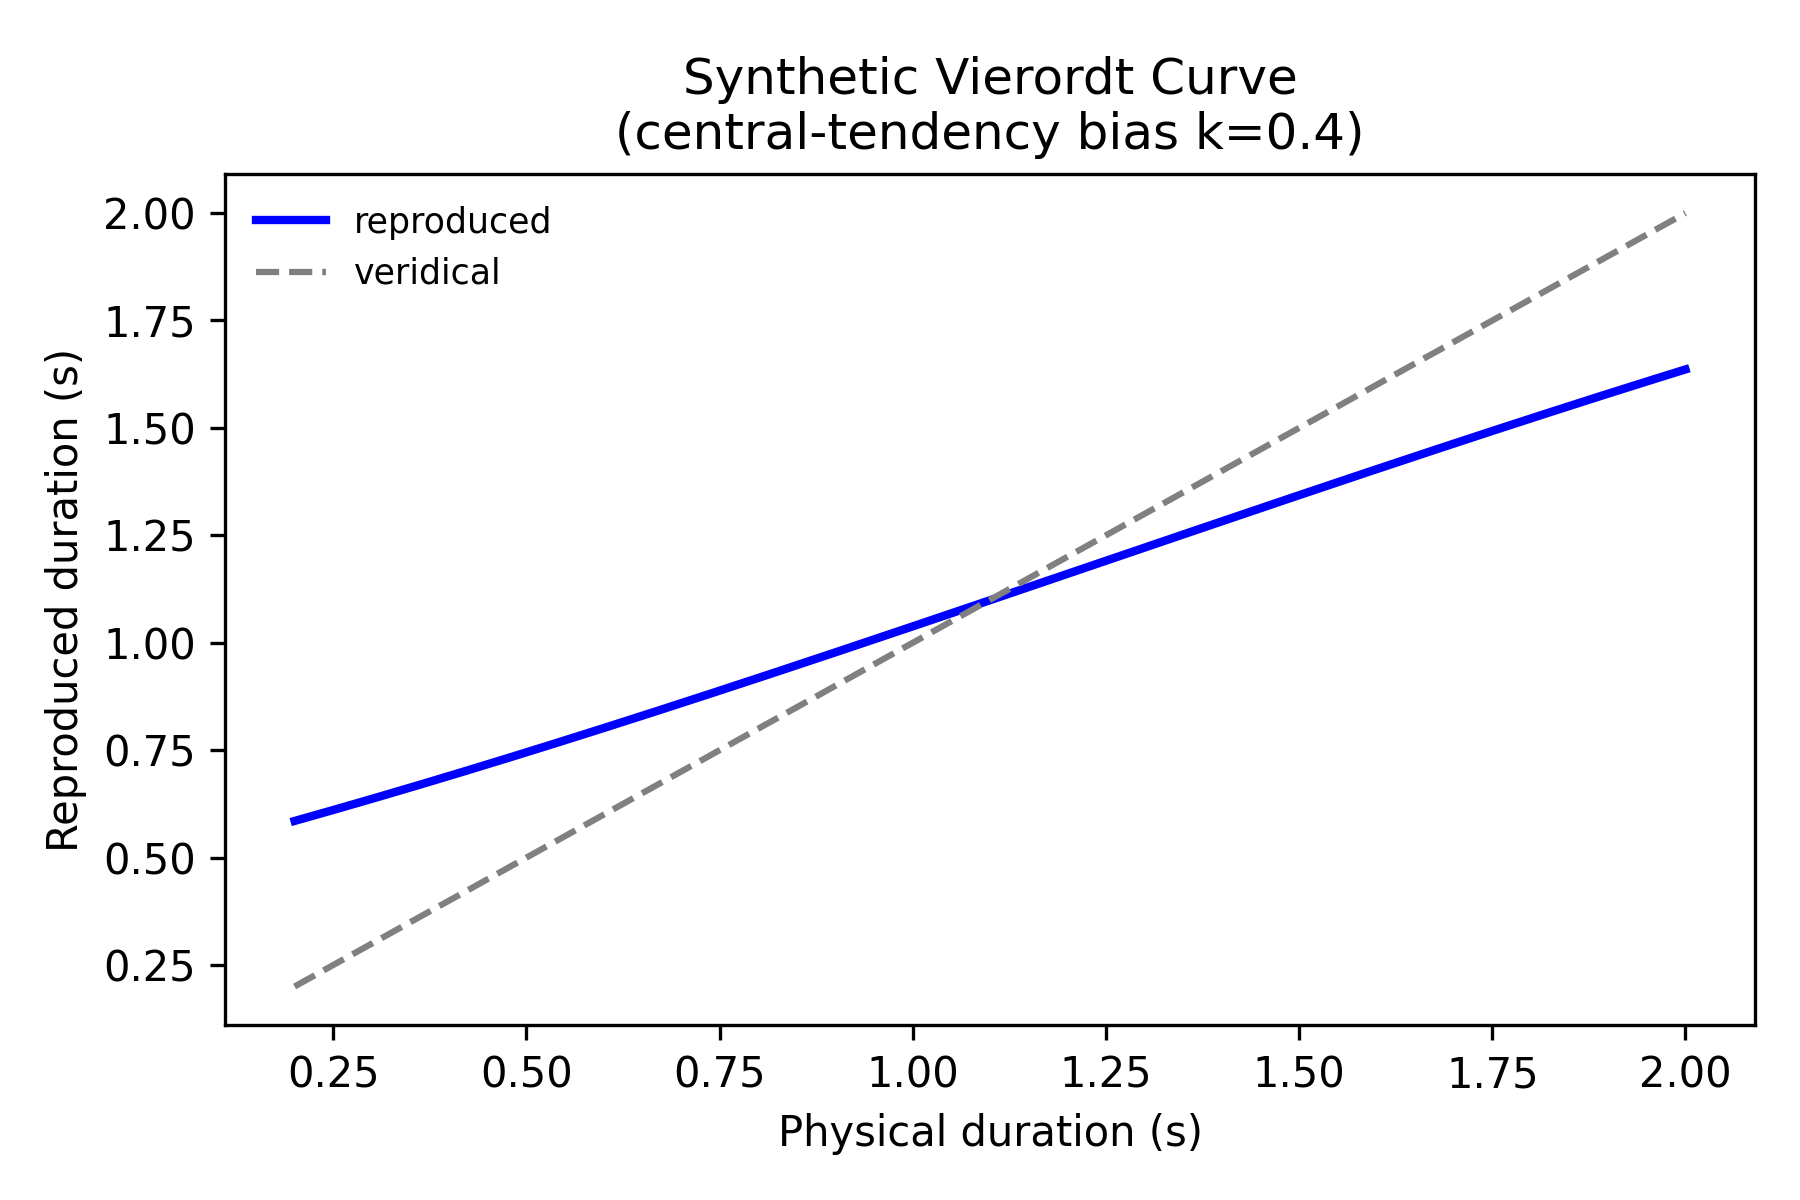 Synthetic Vierordt Curve
(central-tendency bias k=0.4)
reproduced
veridical
Reproduced duration (s)
2.00
1.75
1.50
1.25
1.00
0.75
0.50
0.25
0.25 0.50 0.75 1.00 1.25 1.50 1.75 2.00
Physical duration (s)